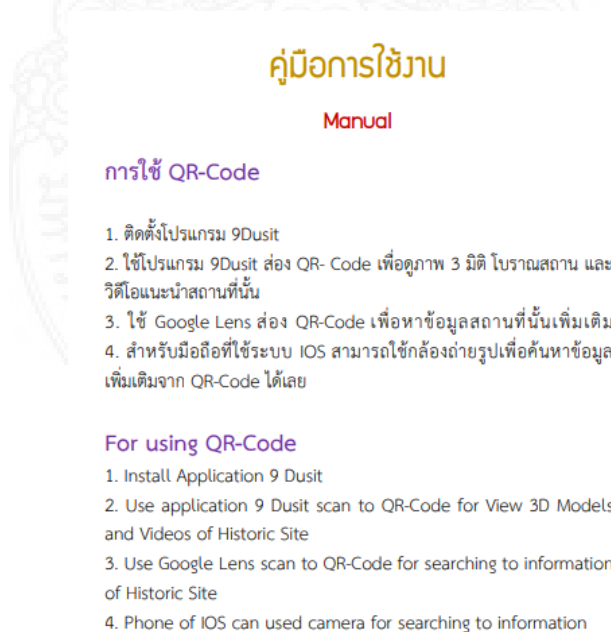 คู่มือการใช้งาน
Manual
การใช้ QR-Code
1. ติดตั้งโปรแกรม 9Dusit
2. ใช้โปรแกรม 9Dusit ส่อง QR- Code เพื่อดูภาพ 3 มิติ โบราณสถาน และ
วิดีโอแนะนำสถานที่นั้น
3. ใช้ Google Lens ส่อง QR-Code เพื่อหาข้อมูลสถานที่นั้นเพิ่มเติม
4. สำหรับมือถือที่ใช้ระบบ IOS สามารถใช้กล้องถ่ายรูปเพื่อค้นหาข้อมูล
เพิ่มเติมจาก QR-Code ได้เลย
For using QR-Code
1. Install Application 9 Dusit
2. Use application 9 Dusit scan to QR-Code for View 3D Models
and Videos of Historic Site
3. Use Google Lens scan to QR-Code for searching to information
of Historic Site
4. Phone of IOS can used camera for searching to information